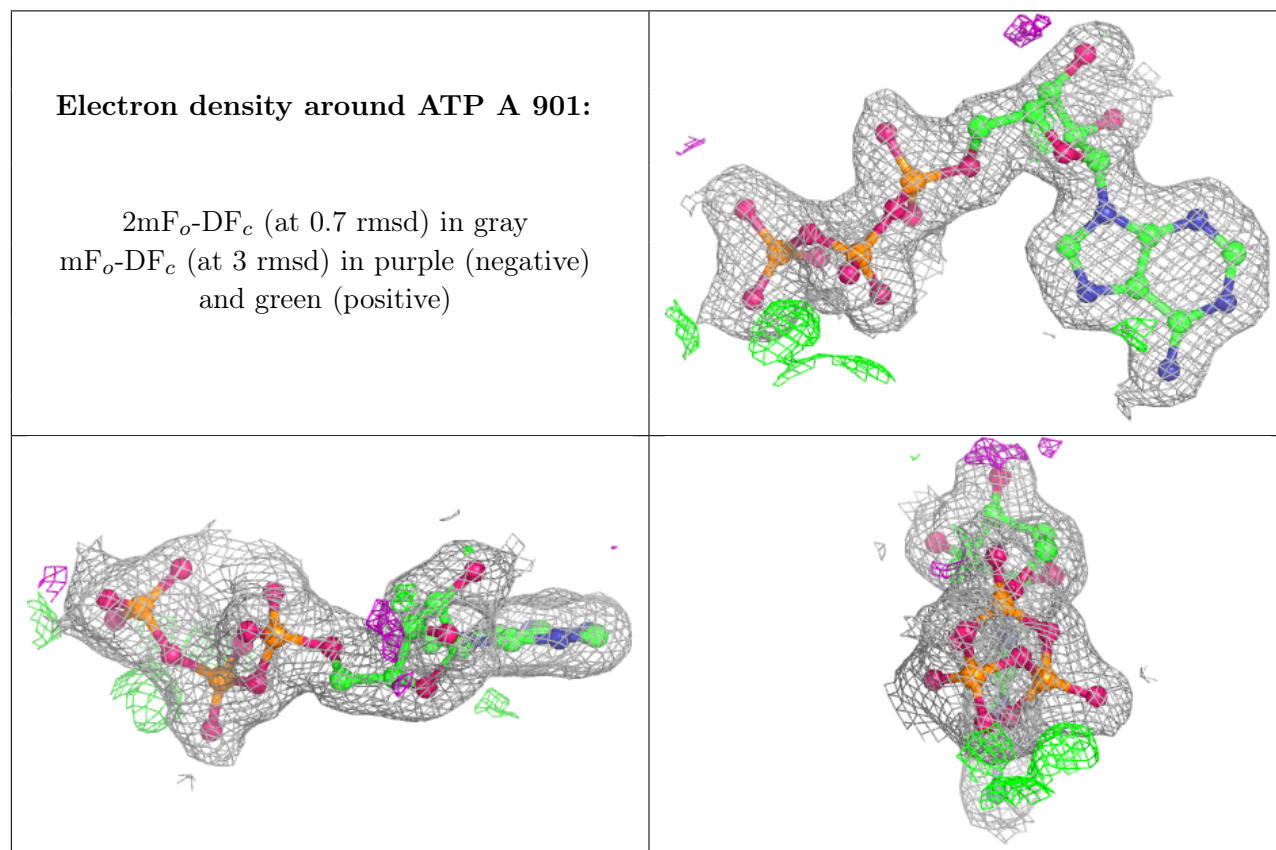 Electron density around ATP A 901:
2mFo-DFc (at 0.7 rmsd) in gray
mFo-DFc (at 3 rmsd) in purple (negative)
and green (positive)